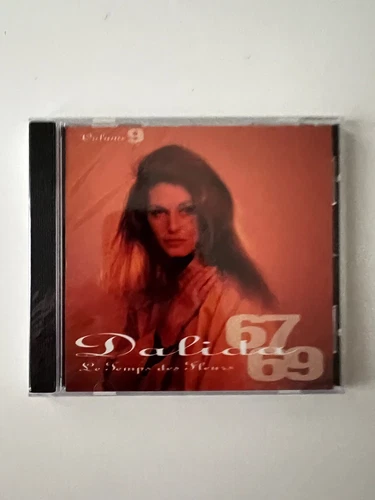 Volume 9
67
Dalida
69
Le Temps des Fleurs